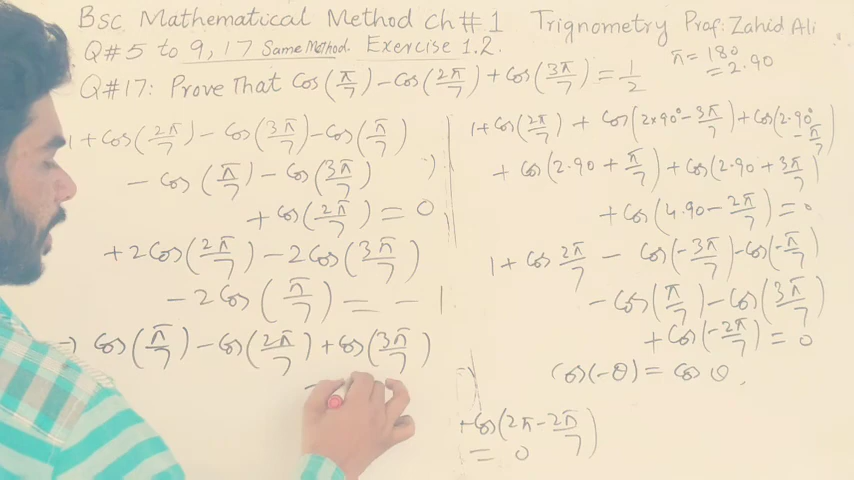 Bsc Mathematical Method Ch#1 Trignometry Prof: Zahid Ali
Q#5 to 9,17 Same Method. Exercise 1.2.
π = 180
= 2.90
Q#17: Prove That Cos(π/7) - Cos(2π/7) + Cos(3π/7) = 1/2
1 + Cos(2π/7) - Cos(3π/7) - Cos(π/7)
- Cos(π/7) - Cos(3π/7)
+ Cos(2π/7) = 0
+ 2Cos(2π/7) - 2Cos(3π/7)
- 2Cos(π/7) = -1
Cos(π/7) - Cos(2π/7) + Cos(3π/7)
1 + Cos(2π/7) + Cos(2×90° - 3π/7) + Cos(2.90° - π/7)
+ Cos(2.90 + π/7) + Cos(2.90 + 3π/7)
+ Cos(4.90 - 2π/7) = 0
1 + Cos 2π/7 - Cos(-3π/7) - Cos(-π/7)
- Cos(π/7) - Cos(3π/7)
+ Cos(-2π/7) = 0
Cos(-θ) = Cos θ
+ Cos(2π - 2π/7)
= 0